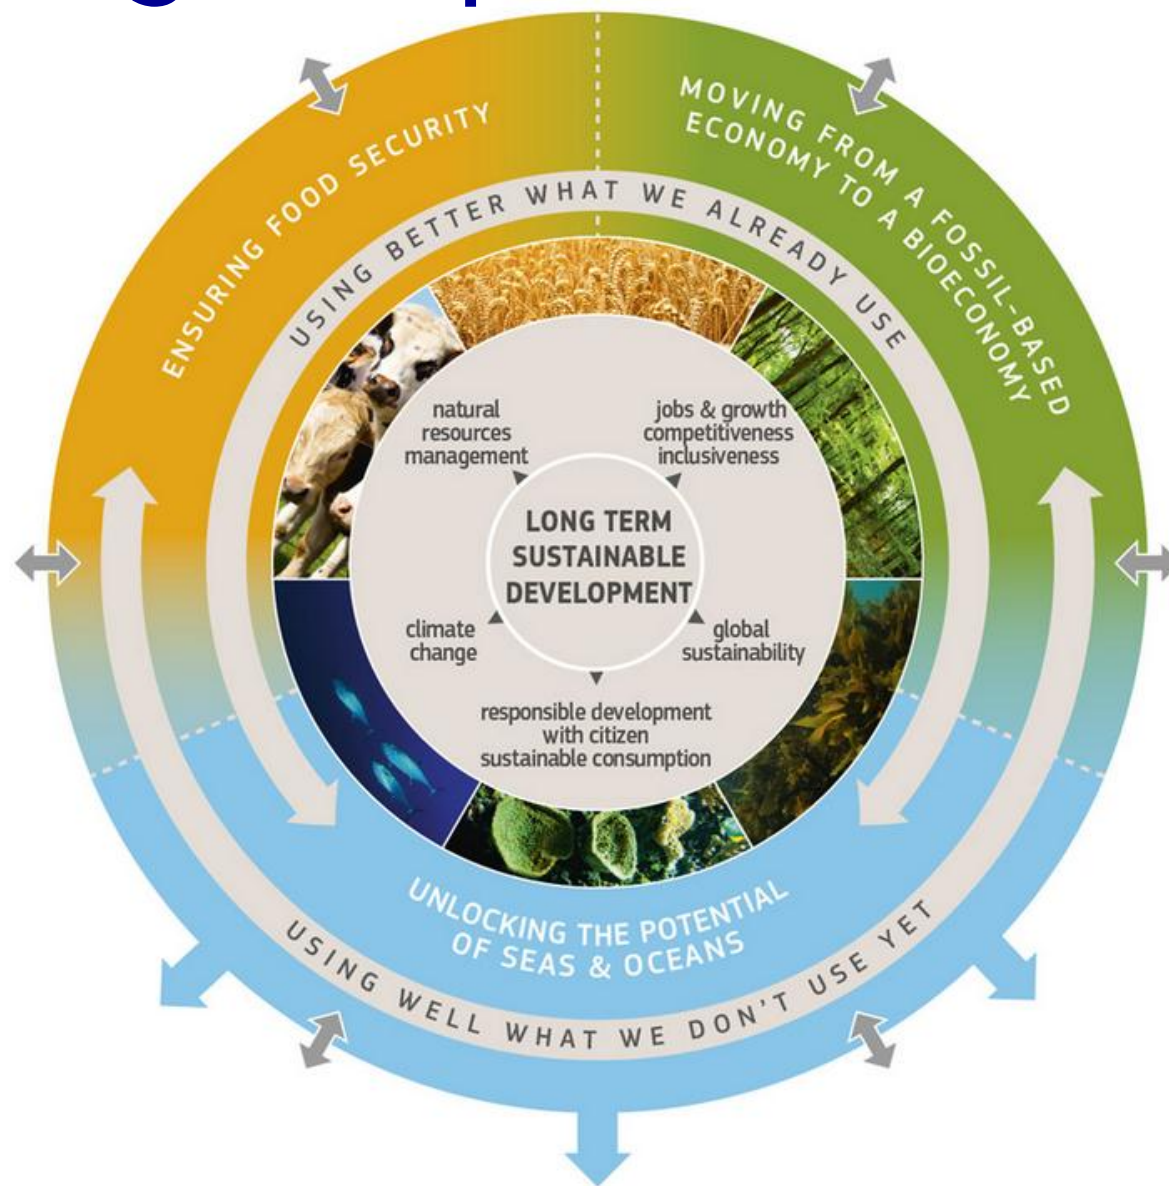 ENSURING FOOD SECURITY
MOVING FROM A FOSSIL-BASED
ECONOMY TO A BIOECONOMY
USING BETTER WHAT WE ALREADY USE
natural
resources
management
jobs & growth
competitiveness
inclusiveness
LONG TERM
SUSTAINABLE
DEVELOPMENT
climate
change
global
sustainability
responsible development
with citizen
sustainable consumption
UNLOCKING THE POTENTIAL
OF SEAS & OCEANS
USING WELL WHAT WE DON'T USE YET